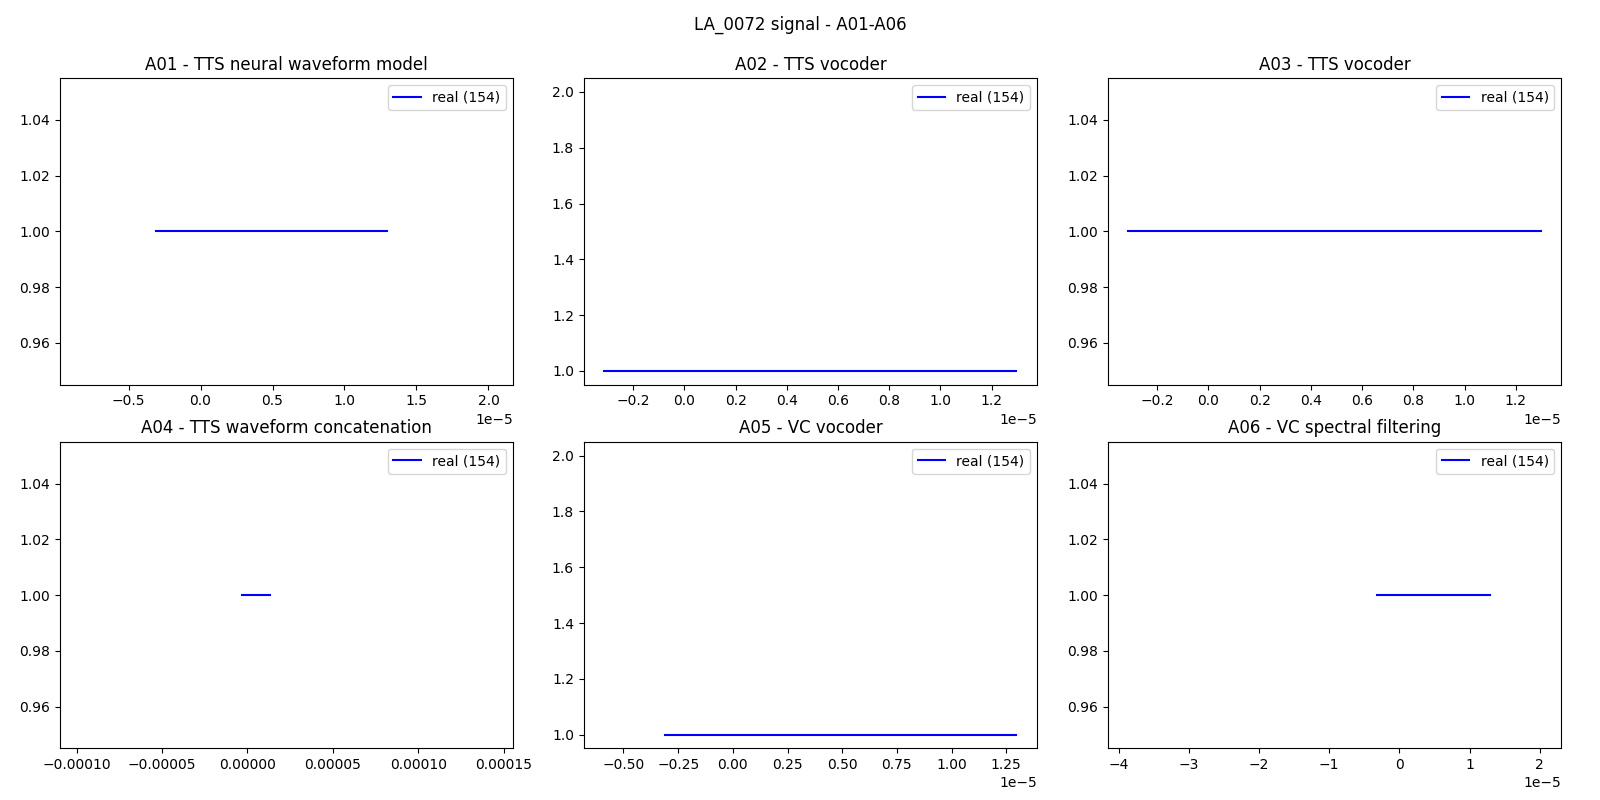 LA_0072 signal - A01-A06
A01 - TTS neural waveform model
real (154)
1.04
1.02
1.00
0.98
0.96
−0.5 0.0 0.5 1.0 1.5 2.0
1e−5
A02 - TTS vocoder
real (154)
2.0
1.8
1.6
1.4
1.2
1.0
−0.2 0.0 0.2 0.4 0.6 0.8 1.0 1.2
1e−5
A03 - TTS vocoder
real (154)
1.04
1.02
1.00
0.98
0.96
−0.2 0.0 0.2 0.4 0.6 0.8 1.0 1.2
1e−5
A04 - TTS waveform concatenation
real (154)
1.04
1.02
1.00
0.98
0.96
−0.00010 −0.00005 0.00000 0.00005 0.00010 0.00015
A05 - VC vocoder
real (154)
2.0
1.8
1.6
1.4
1.2
1.0
−0.50 −0.25 0.00 0.25 0.50 0.75 1.00 1.25
1e−5
A06 - VC spectral filtering
real (154)
1.04
1.02
1.00
0.98
0.96
−4 −3 −2 −1 0 1 2
1e−5